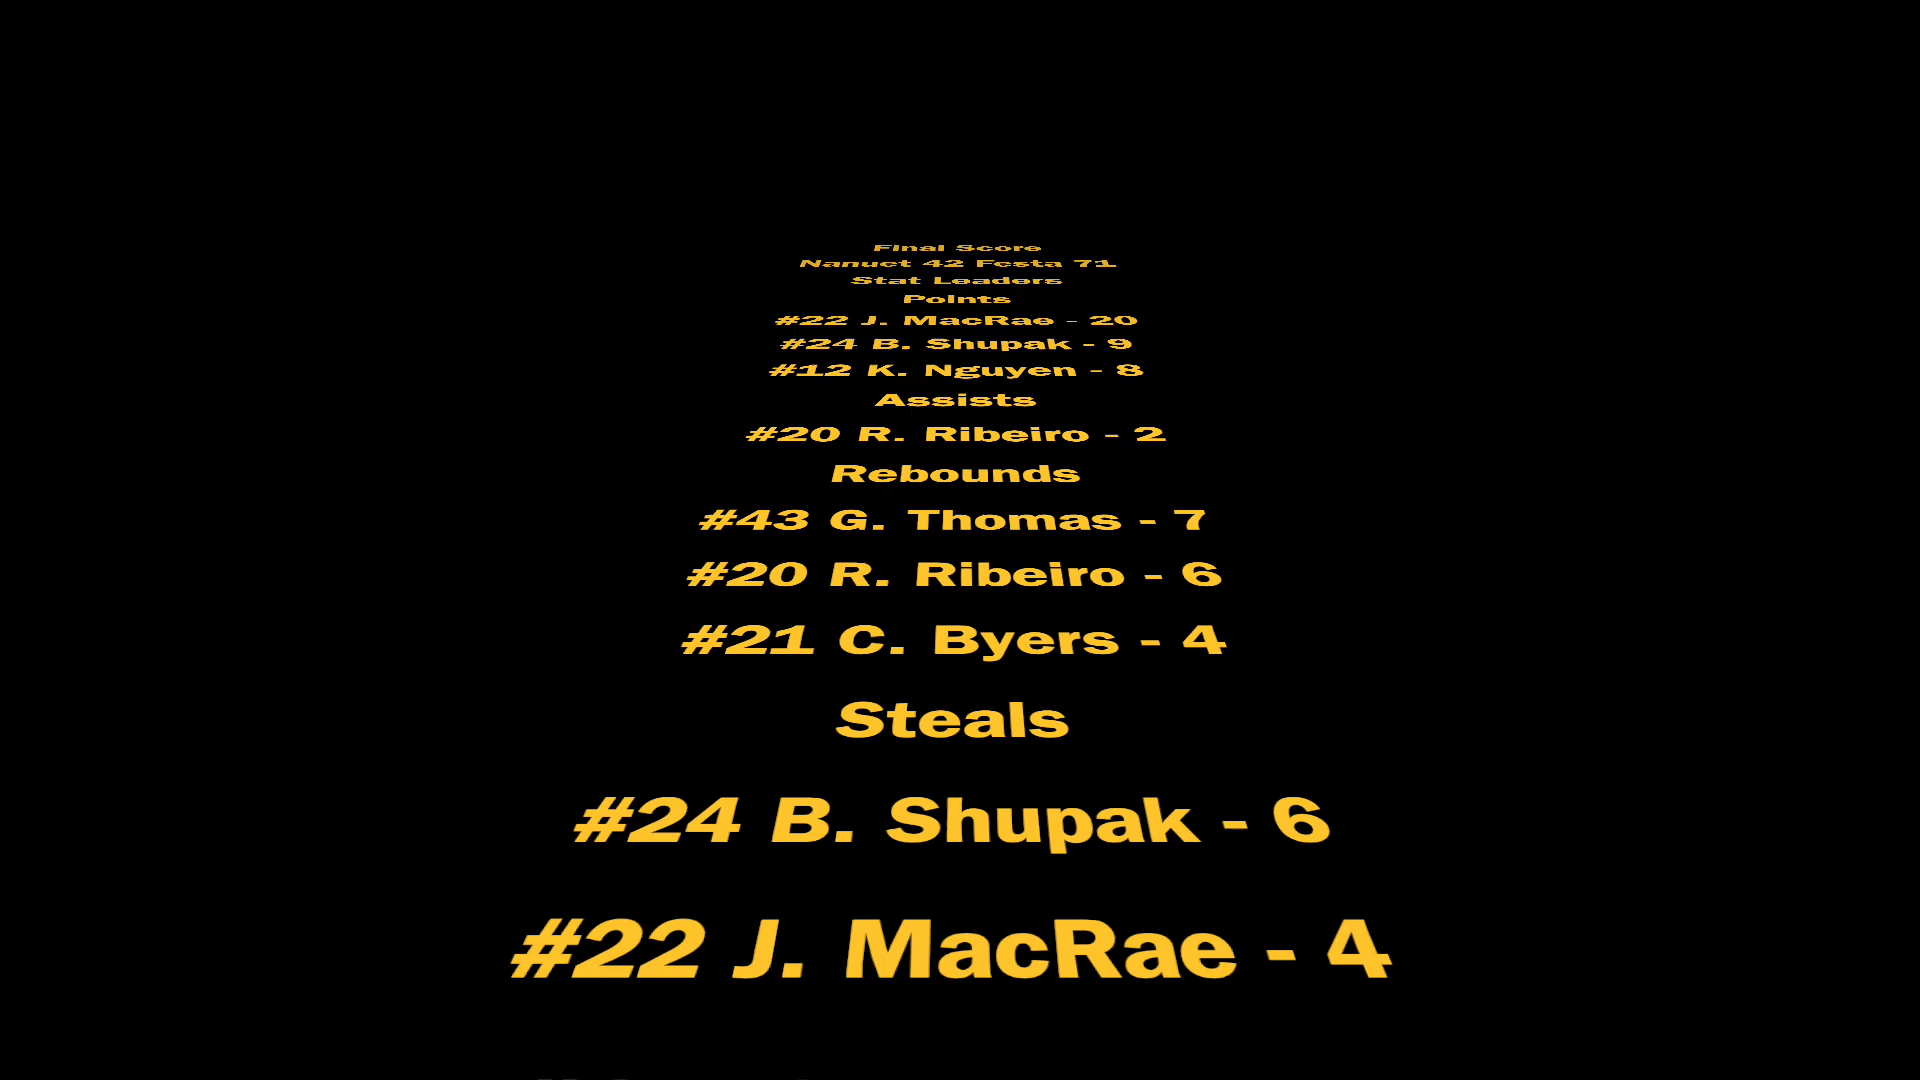 Final Score
Nanuet 42 Festa 71
Stat Leaders
Points
#22 J. MacRae - 20
#24 B. Shupak - 9
#12 K. Nguyen - 8
Assists
#20 R. Ribeiro - 2
Rebounds
#43 G. Thomas - 7
#20 R. Ribeiro - 6
#21 C. Byers - 4
Steals
#24 B. Shupak - 6
#22 J. MacRae - 4